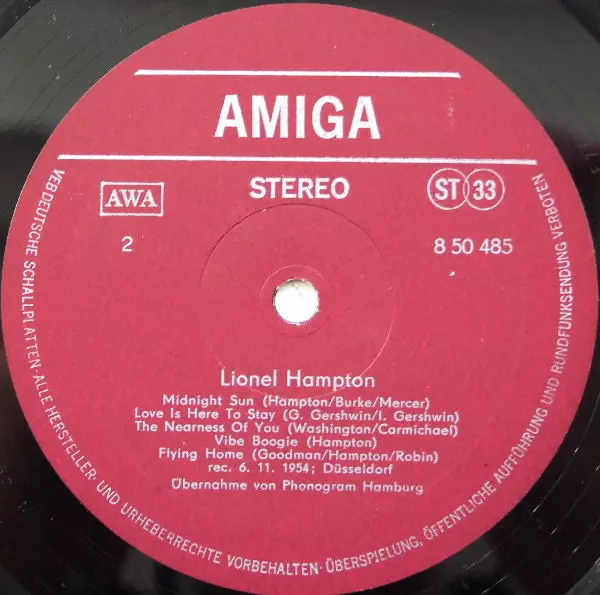 AMIGA
AWA
STEREO
ST 33
2
8 50 485
Lionel Hampton
Midnight Sun (Hampton/Burke/Mercer)
Love Is Here To Stay (G. Gershwin/I. Gershwin)
The Nearness Of You (Washington/Carmichael)
Vibe Boogie (Hampton)
Flying Home (Goodman/Hampton/Robin)
rec. 6. 11. 1954; Düsseldorf
Übernahme von Phonogram Hamburg
VEB DEUTSCHE SCHALLPLATTEN · ALLE HERSTELLER- UND URHEBERRECHTE VORBEHALTEN · ÜBERSPIELUNG, ÖFFENTLICHE AUFFÜHRUNG UND RUNDFUNKSENDUNG VERBOTEN